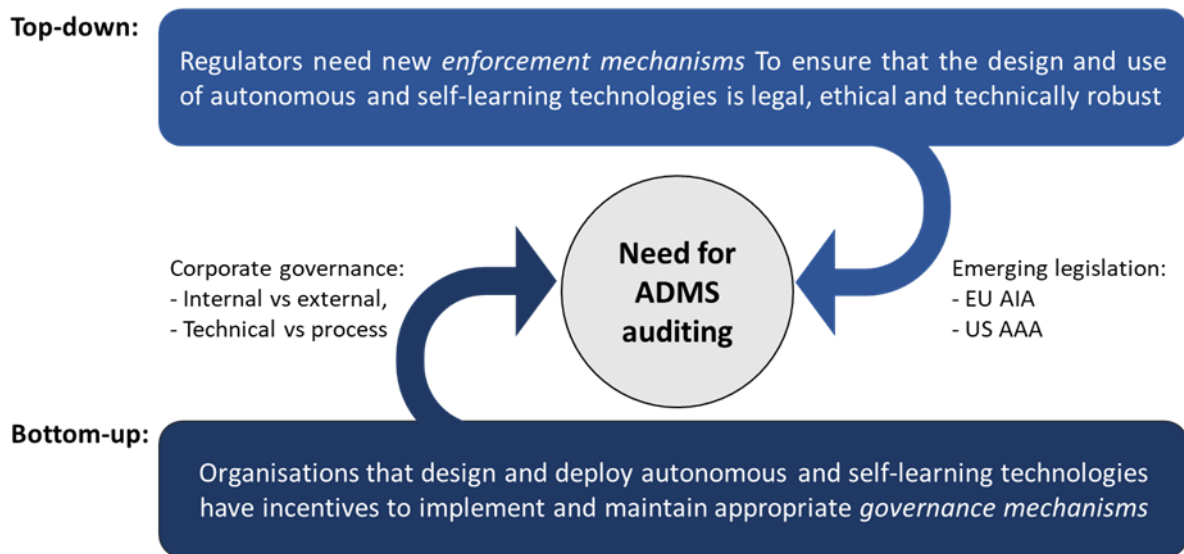 Top-down:
Regulators need new enforcement mechanisms To ensure that the design and use
of autonomous and self-learning technologies is legal, ethical and technically robust
Need for
ADMS
auditing
Corporate governance:
- Internal vs external,
- Technical vs process
Emerging legislation:
- EU AIA
- US AAA
Bottom-up:
Organisations that design and deploy autonomous and self-learning technologies
have incentives to implement and maintain appropriate governance mechanisms